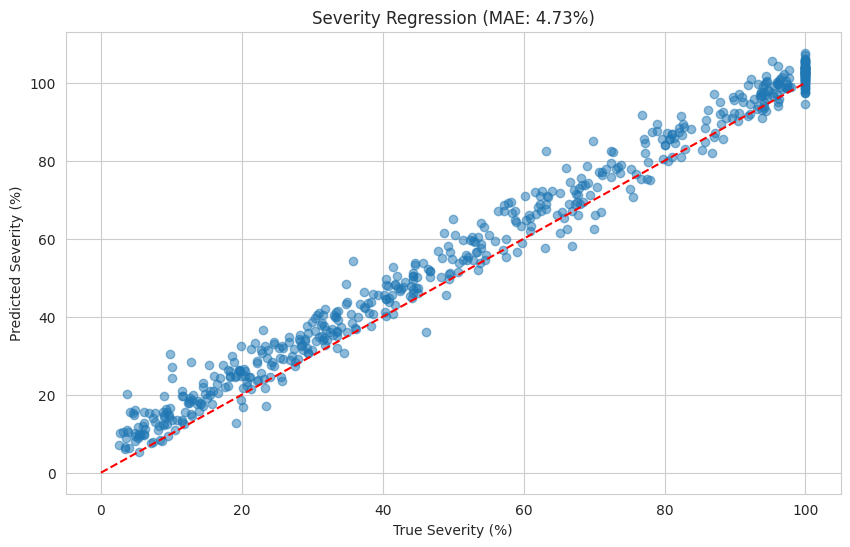 Severity Regression (MAE: 4.73%)
Predicted Severity (%)
100
80
60
40
20
0
0 20 40 60 80 100
True Severity (%)